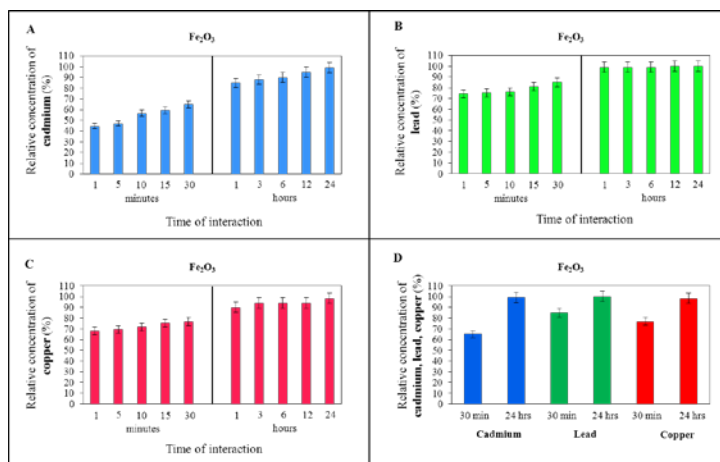 A
Fe₂O₃
Relative concentration of
cadmium (%)
110
100
90
80
70
60
50
40
30
20
10
0
1 5 10 15 30 1 3 6 12 24
minutes hours
Time of interaction
B
Fe₂O₃
Relative concentration of
lead (%)
110
100
90
80
70
60
50
40
30
20
10
0
1 5 10 15 30 1 3 6 12 24
minutes hours
Time of interaction
C
Fe₂O₃
Relative concentration of
copper (%)
110
100
90
80
70
60
50
40
30
20
10
0
1 5 10 15 30 1 3 6 12 24
minutes hours
Time of interaction
D
Fe₂O₃
Relative concentration of
cadmium, lead, copper (%)
110
100
90
80
70
60
50
40
30
20
10
0
30 min 24 hrs 30 min 24 hrs 30 min 24 hrs
Cadmium Lead Copper